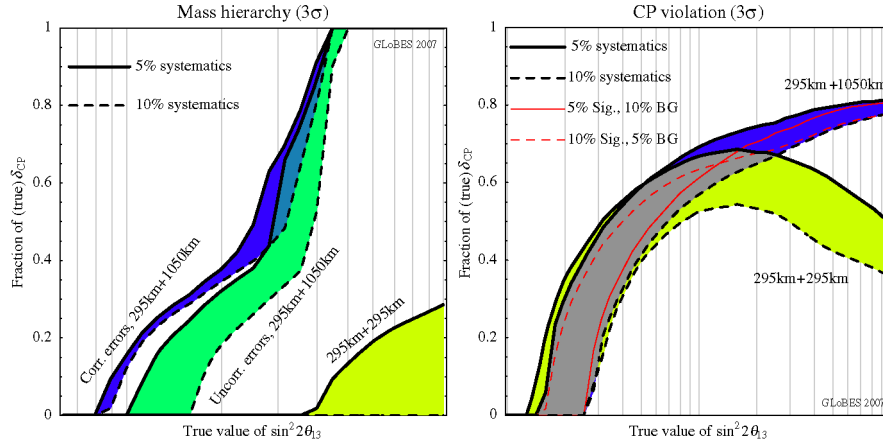 Mass hierarchy (3σ)
GLoBES 2007
5% systematics
10% systematics
Corr. errors, 295km+1050km
Uncorr. errors, 295km+1050km
295km+295km
Fraction of (true) δCP
0
0.2
0.4
0.6
0.8
1
True value of sin²2θ13
CP violation (3σ)
5% systematics
10% systematics
5% Sig., 10% BG
10% Sig., 5% BG
295km+1050km
295km+295km
GLoBES 2007
Fraction of (true) δCP
0
0.2
0.4
0.6
0.8
1
True value of sin²2θ13